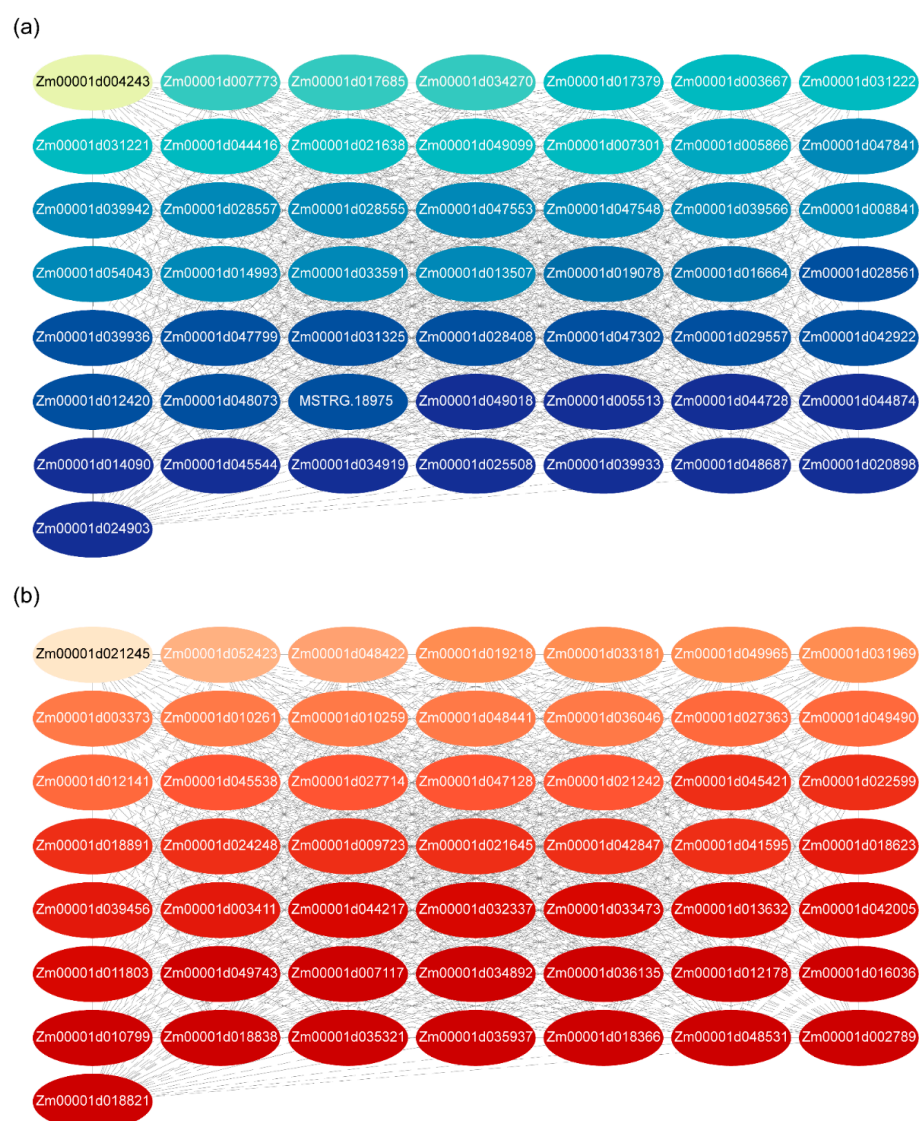 (a)
Zm00001d004243 Zm00001d007773 Zm00001d017685 Zm00001d034270 Zm00001d017379 Zm00001d003667 Zm00001d031222
Zm00001d031221 Zm00001d044416 Zm00001d021638 Zm00001d049099 Zm00001d007301 Zm00001d005866 Zm00001d047841
Zm00001d039942 Zm00001d028557 Zm00001d028555 Zm00001d047553 Zm00001d047548 Zm00001d039566 Zm00001d008841
Zm00001d054043 Zm00001d014993 Zm00001d033591 Zm00001d013507 Zm00001d019078 Zm00001d016664 Zm00001d028561
Zm00001d039936 Zm00001d047799 Zm00001d031325 Zm00001d028408 Zm00001d047302 Zm00001d029557 Zm00001d042922
Zm00001d012420 Zm00001d048073 MSTRG.18975 Zm00001d049018 Zm00001d005513 Zm00001d044728 Zm00001d044874
Zm00001d014090 Zm00001d045544 Zm00001d034919 Zm00001d025508 Zm00001d039933 Zm00001d048687 Zm00001d020898
Zm00001d024903
(b)
Zm00001d021245 Zm00001d052423 Zm00001d048422 Zm00001d019218 Zm00001d033181 Zm00001d049965 Zm00001d031969
Zm00001d003373 Zm00001d010261 Zm00001d010259 Zm00001d048441 Zm00001d036046 Zm00001d027363 Zm00001d049490
Zm00001d012141 Zm00001d045538 Zm00001d027714 Zm00001d047128 Zm00001d021242 Zm00001d045421 Zm00001d022599
Zm00001d018891 Zm00001d024248 Zm00001d009723 Zm00001d021645 Zm00001d042847 Zm00001d041595 Zm00001d018623
Zm00001d039456 Zm00001d003411 Zm00001d044217 Zm00001d032337 Zm00001d033473 Zm00001d013632 Zm00001d042005
Zm00001d011803 Zm00001d049743 Zm00001d007117 Zm00001d034892 Zm00001d036135 Zm00001d012178 Zm00001d016036
Zm00001d010799 Zm00001d018838 Zm00001d035321 Zm00001d035937 Zm00001d018366 Zm00001d048531 Zm00001d002789
Zm00001d018821